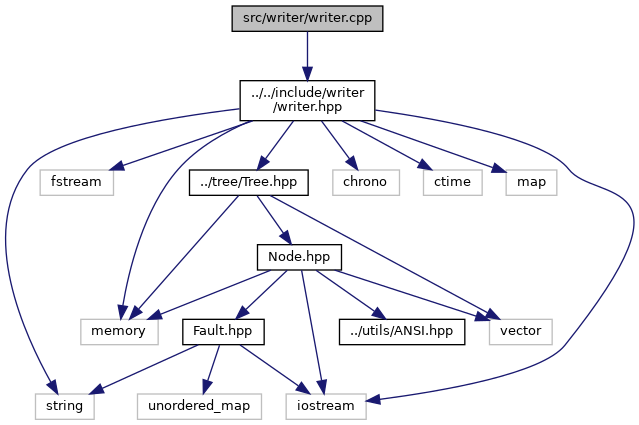 src/writer/writer.cpp
../../include/writer
/writer.hpp
fstream
../tree/Tree.hpp
chrono
ctime
map
Node.hpp
memory
Fault.hpp
../utils/ANSI.hpp
vector
string
unordered_map
iostream